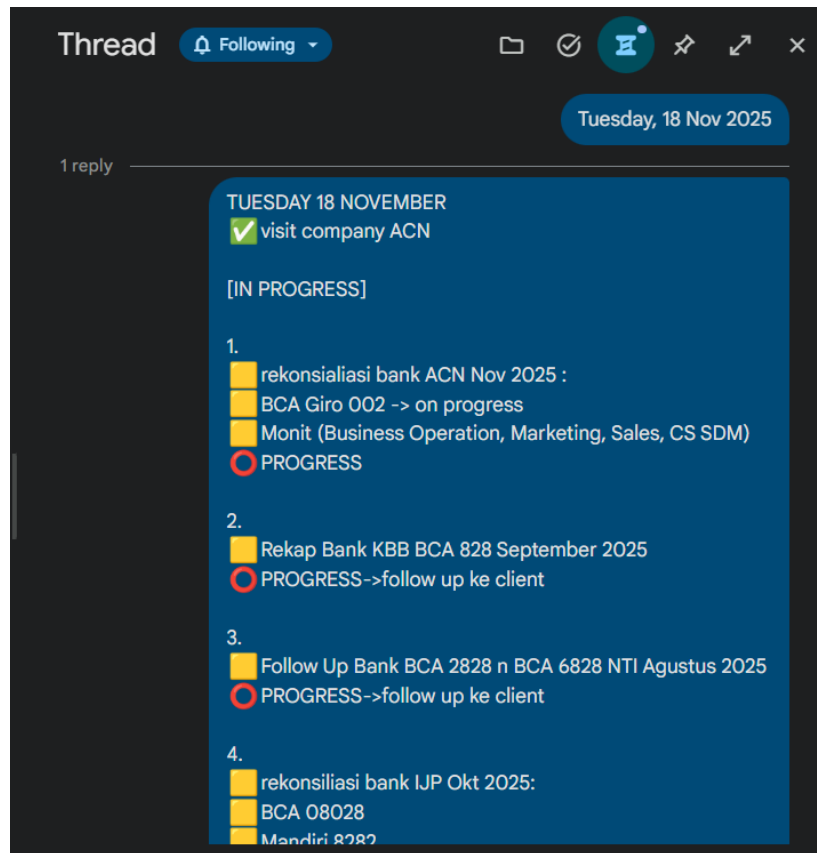 Thread
Following
Tuesday, 18 Nov 2025
1 reply
TUESDAY 18 NOVEMBER
✅ visit company ACN
[IN PROGRESS]
1.
🟨 rekonsialiasi bank ACN Nov 2025 :
🟨 BCA Giro 002 -> on progress
🟨 Monit (Business Operation, Marketing, Sales, CS SDM)
⭕ PROGRESS
2.
🟨 Rekap Bank KBB BCA 828 September 2025
⭕ PROGRESS->follow up ke client
3.
🟨 Follow Up Bank BCA 2828 n BCA 6828 NTI Agustus 2025
⭕ PROGRESS->follow up ke client
4.
🟨 rekonsiliasi bank IJP Okt 2025:
🟨 BCA 08028
🟨 Mandiri 8282